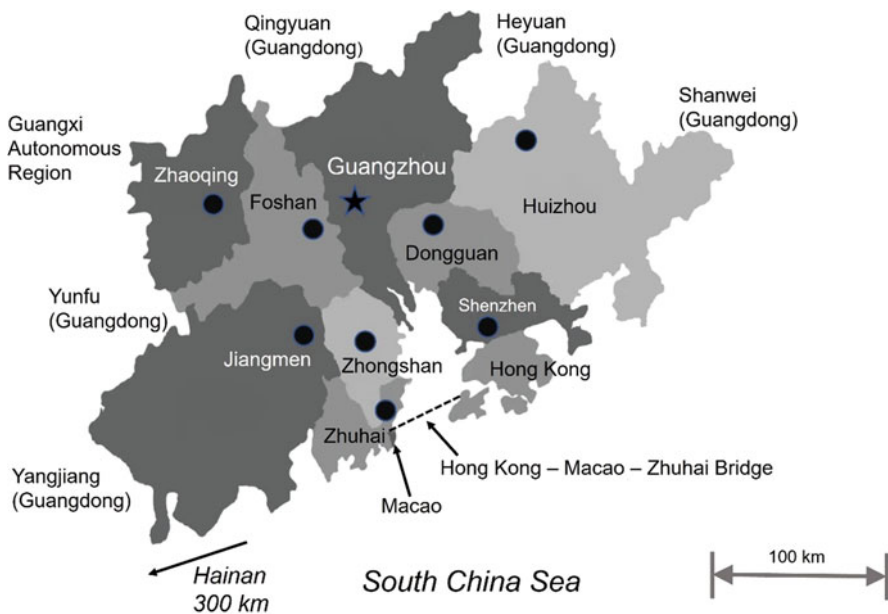 Qingyuan
(Guangdong)
Heyuan
(Guangdong)
Shanwei
(Guangdong)
Guangxi
Autonomous
Region
Zhaoqing
Guangzhou
Foshan
Huizhou
Dongguan
Yunfu
(Guangdong)
Shenzhen
Jiangmen
Zhongshan
Hong Kong
Zhuhai
Hong Kong – Macao – Zhuhai Bridge
Yangjiang
(Guangdong)
Macao
100 km
Hainan
300 km
South China Sea